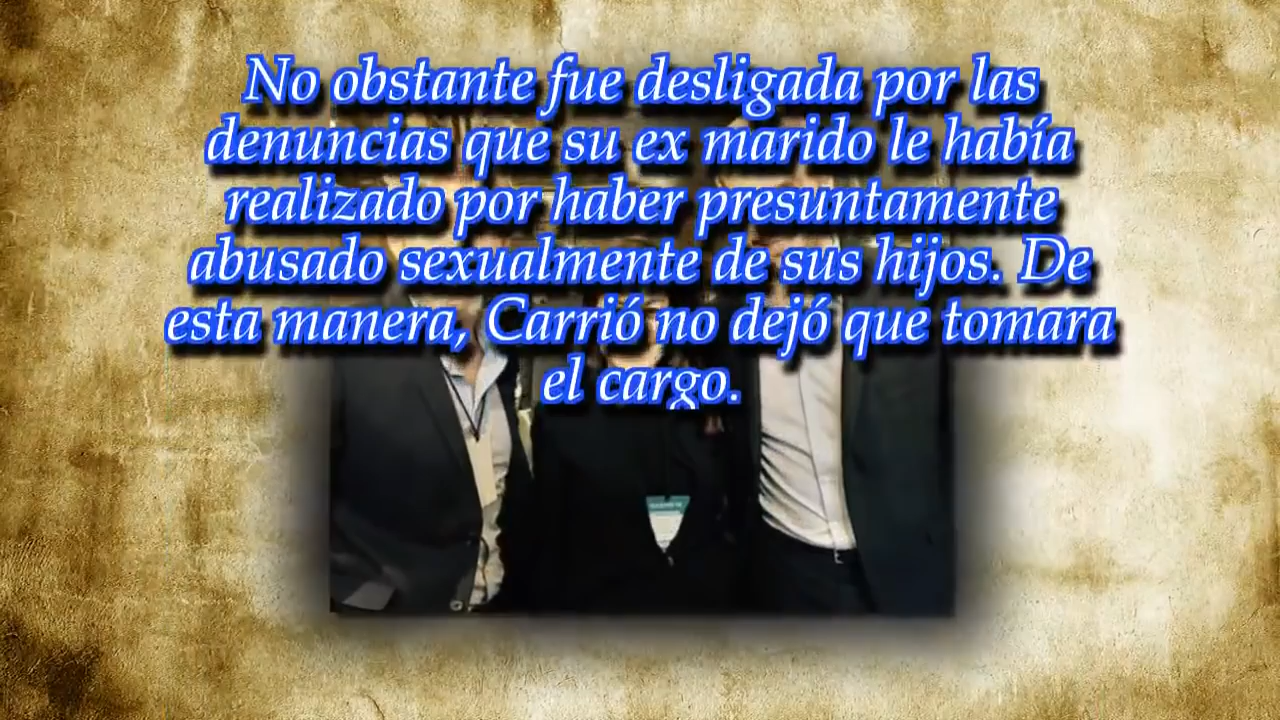 No obstante fue desligada por las
denuncias que su ex marido le había
realizado por haber presuntamente
abusado sexualmente de sus hijos. De
esta manera, Carrió no dejó que tomara
el cargo.